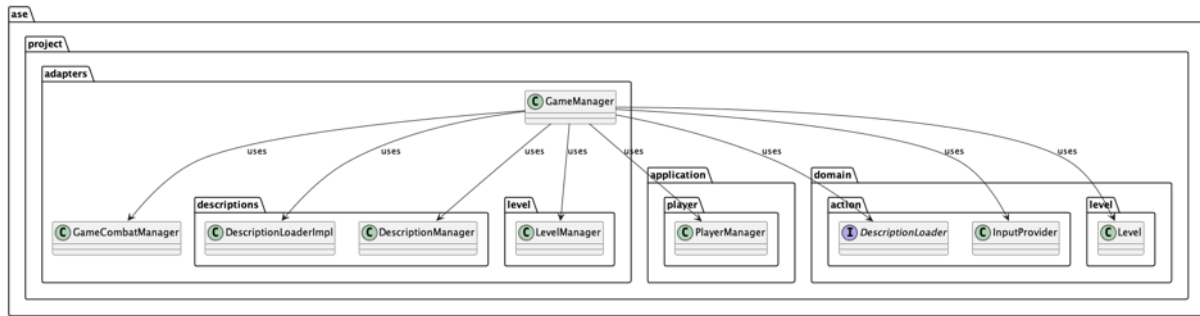 ase
project
adapters
C GameManager
uses
uses
uses
uses
uses
uses
uses
uses
application
domain
descriptions
level
player
action
level
C GameCombatManager
C DescriptionLoaderImpl
C DescriptionManager
C LevelManager
C PlayerManager
I DescriptionLoader
C InputProvider
C Level